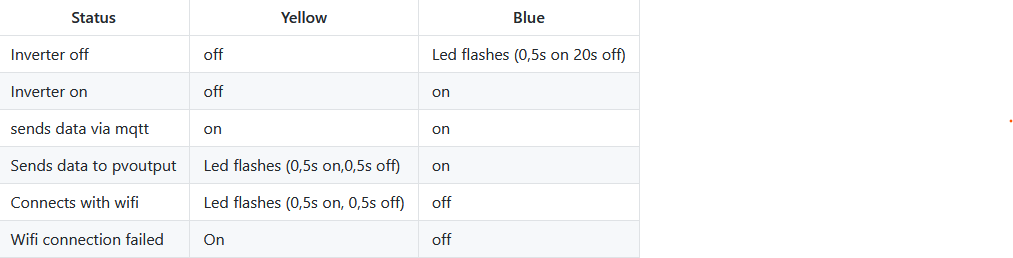 Status Yellow Blue
Inverter off off Led flashes (0,5s on 20s off)
Inverter on off on
sends data via mqtt on on
Sends data to pvoutput Led flashes (0,5s on,0,5s off) on
Connects with wifi Led flashes (0,5s on, 0,5s off) off
Wifi connection failed On off